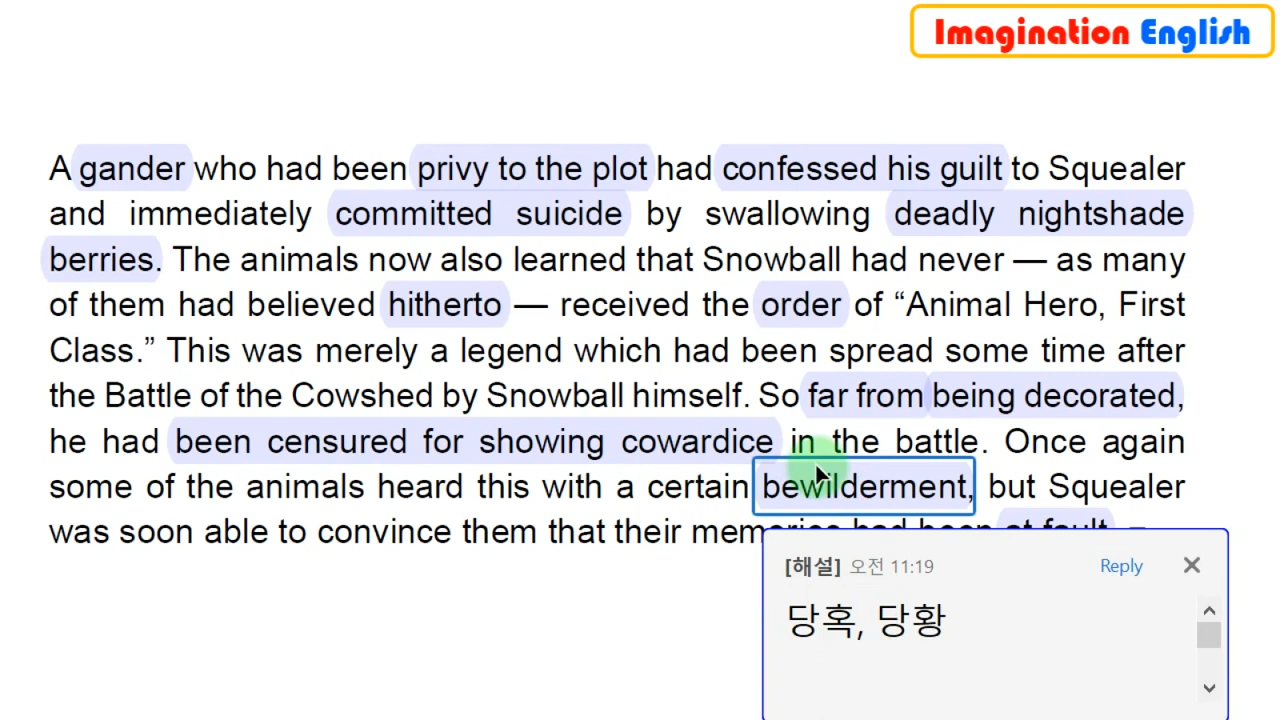 Imagination English
A gander who had been privy to the plot had confessed his guilt to Squealer
and immediately committed suicide by swallowing deadly nightshade
berries. The animals now also learned that Snowball had never — as many
of them had believed hitherto — received the order of “Animal Hero, First
Class.” This was merely a legend which had been spread some time after
the Battle of the Cowshed by Snowball himself. So far from being decorated,
he had been censured for showing cowardice in the battle. Once again
some of the animals heard this with a certain bewilderment, but Squealer
was soon able to convince them that their memories had been at fault.
[해설] 오전 11:19 Reply
당혹, 당황